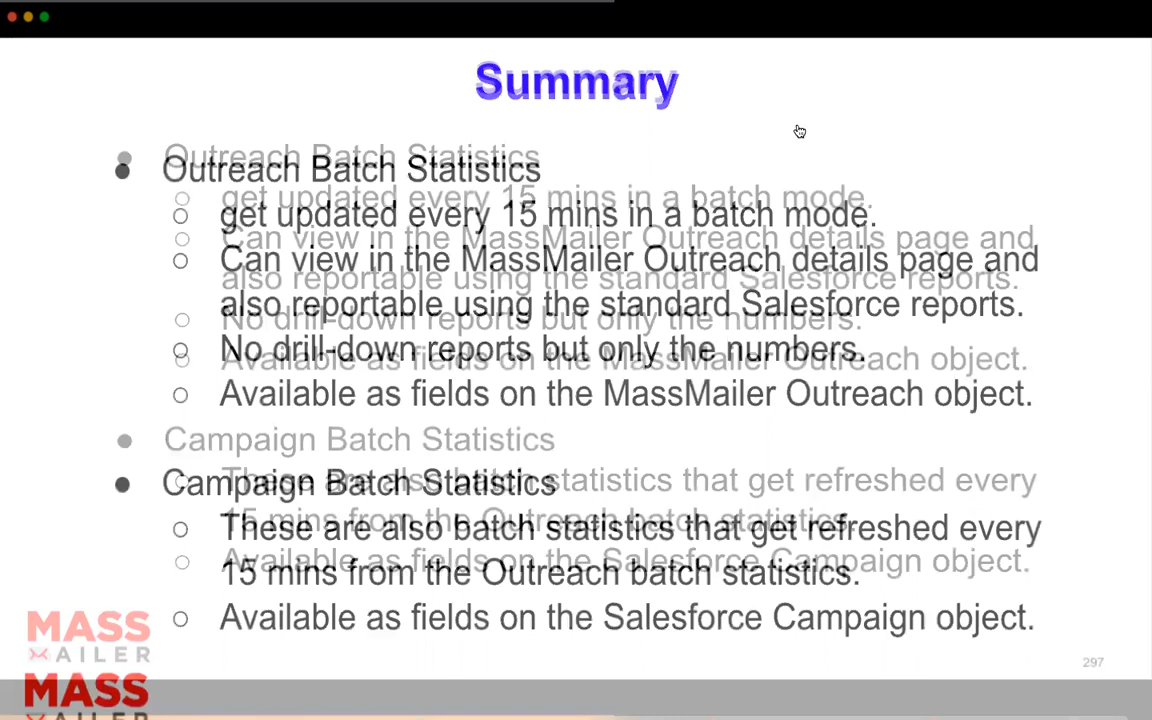 Summary
● Outreach Batch Statistics
○ get updated every 15 mins in a batch mode.
○ Can view in the MassMailer Outreach details page and
also reportable using the standard Salesforce reports.
○ No drill-down reports but only the numbers.
○ Available as fields on the MassMailer Outreach object.
● Campaign Batch Statistics
○ These are also batch statistics that get refreshed every
15 mins from the Outreach batch statistics.
○ Available as fields on the Salesforce Campaign object.
MASS
MAILER
297
MASS
MAILER